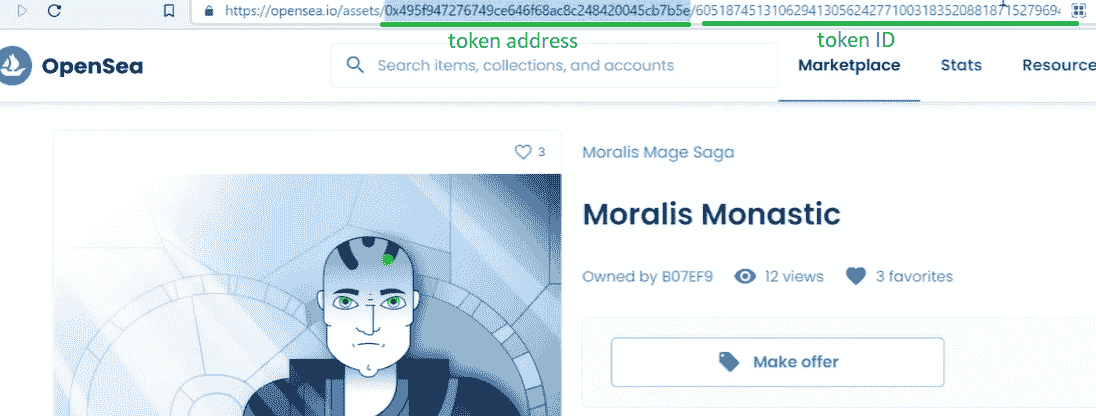 https://opensea.io/assets/0x495f947276749ce646f68ac8c248420045cb7b5e/605187451310629413056242771003183520881871527969
token address
token ID
OpenSea
Search items, collections, and accounts
Marketplace
Stats
Resource
3
Moralis Mage Saga
Moralis Monastic
Owned by B07EF9
12 views
3 favorites
Make offer